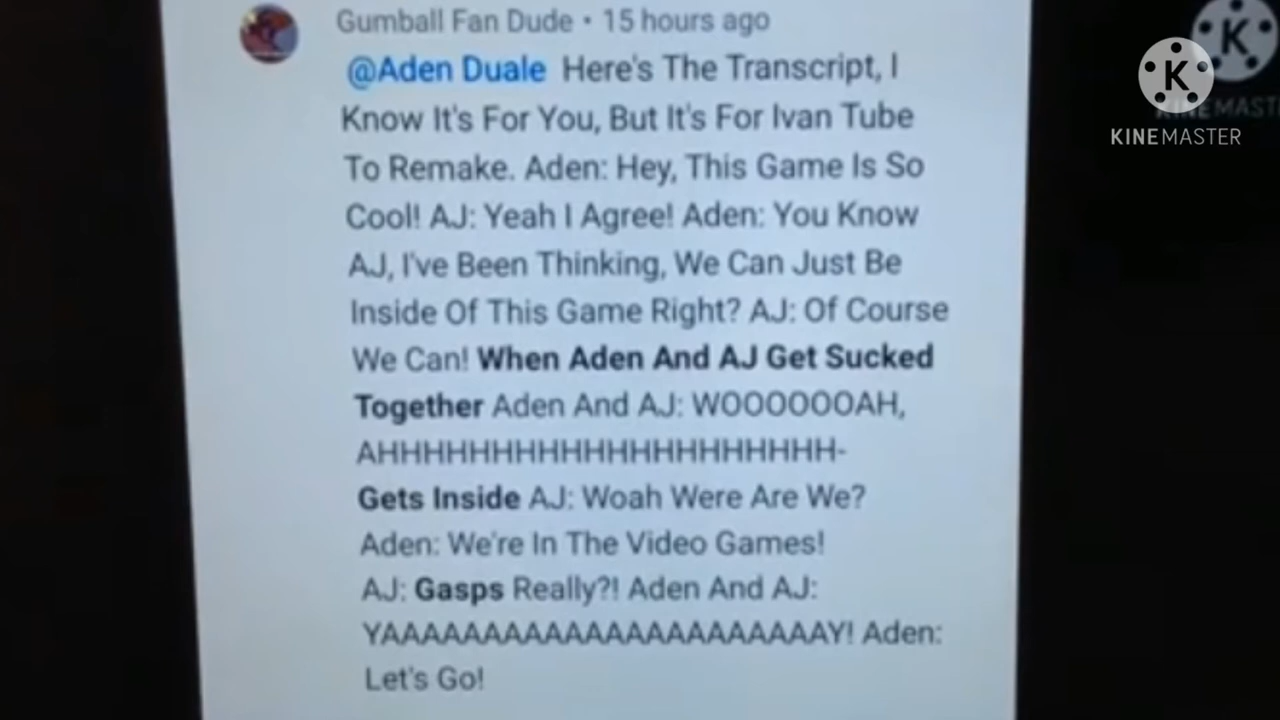 Gumball Fan Dude • 15 hours ago
@Aden Duale Here's The Transcript, I
Know It's For You, But It's For Ivan Tube
To Remake. Aden: Hey, This Game Is So
Cool! AJ: Yeah I Agree! Aden: You Know
AJ, I've Been Thinking, We Can Just Be
Inside Of This Game Right? AJ: Of Course
We Can! When Aden And AJ Get Sucked
Together Aden And AJ: WOOOOOOAH,
AHHHHHHHHHHHHHHHHHHHH-
Gets Inside AJ: Woah Were Are We?
Aden: We're In The Video Games!
AJ: Gasps Really?! Aden And AJ:
YAAAAAAAAAAAAAAAAAAAAAAY! Aden:
Let's Go!
K
KINEMASTER
K
KINEMAST